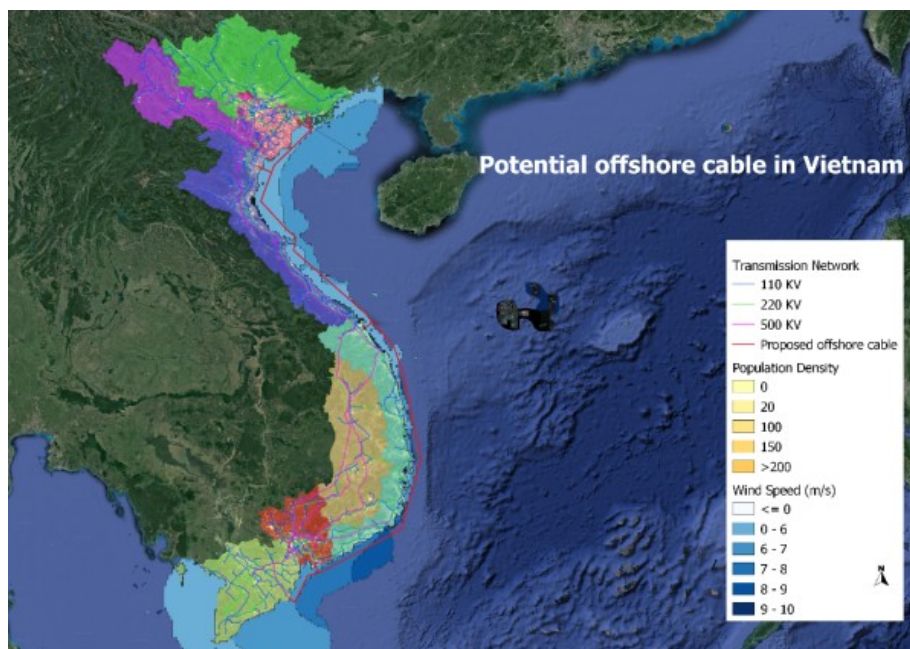 Potential offshore cable in Vietnam
Transmission Network
110 KV
220 KV
500 KV
Proposed offshore cable
Population Density
0
20
100
150
>200
Wind Speed (m/s)
<= 0
0 - 6
6 - 7
7 - 8
8 - 9
9 - 10
N